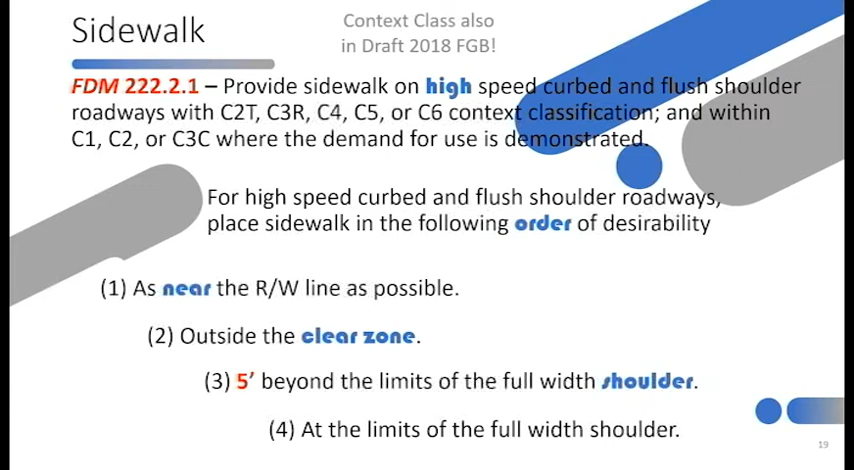 Sidewalk
Context Class also
in Draft 2018 FGB!
FDM 222.2.1 – Provide sidewalk on high speed curbed and flush shoulder
roadways with C2T, C3R, C4, C5, or C6 context classification; and within
C1, C2, or C3C where the demand for use is demonstrated.
For high speed curbed and flush shoulder roadways,
place sidewalk in the following order of desirability
(1) As near the R/W line as possible.
(2) Outside the clear zone.
(3) 5’ beyond the limits of the full width shoulder.
(4) At the limits of the full width shoulder.
19